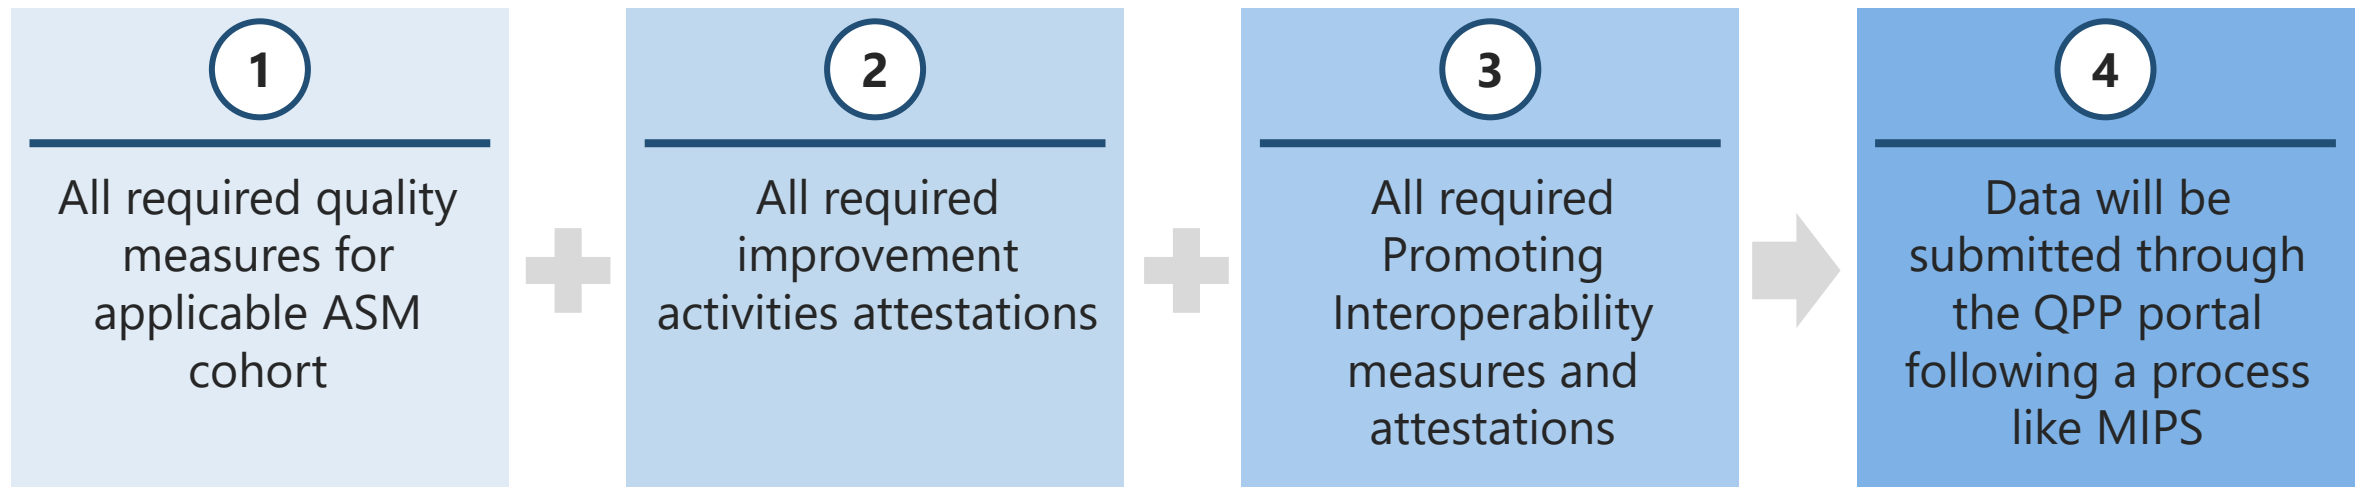 1
All required quality
measures for
applicable ASM
cohort
2
All required
improvement
activities attestations
3
All required
Promoting
Interoperability
measures and
attestations
4
Data will be
submitted through
the QPP portal
following a process
like MIPS